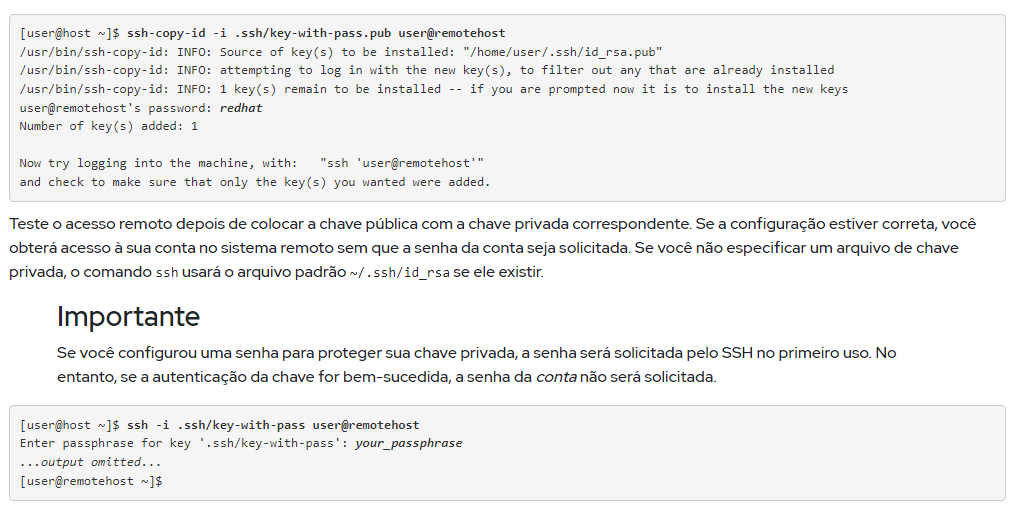 [user@host ~]$ ssh-copy-id -i .ssh/key-with-pass.pub user@remotehost
/usr/bin/ssh-copy-id: INFO: Source of key(s) to be installed: "/home/user/.ssh/id_rsa.pub"
/usr/bin/ssh-copy-id: INFO: attempting to log in with the new key(s), to filter out any that are already installed
/usr/bin/ssh-copy-id: INFO: 1 key(s) remain to be installed -- if you are prompted now it is to install the new keys
user@remotehost's password: redhat
Number of key(s) added: 1
Now try logging into the machine, with:   "ssh 'user@remotehost'"
and check to make sure that only the key(s) you wanted were added.
Teste o acesso remoto depois de colocar a chave pública com a chave privada correspondente. Se a configuração estiver correta, você
obterá acesso à sua conta no sistema remoto sem que a senha da conta seja solicitada. Se você não especificar um arquivo de chave
privada, o comando ssh usará o arquivo padrão ~/.ssh/id_rsa se ele existir.
Importante
Se você configurou uma senha para proteger sua chave privada, a senha será solicitada pelo SSH no primeiro uso. No
entanto, se a autenticação da chave for bem-sucedida, a senha da conta não será solicitada.
[user@host ~]$ ssh -i .ssh/key-with-pass user@remotehost
Enter passphrase for key '.ssh/key-with-pass': your_passphrase
...output omitted...
[user@remotehost ~]$